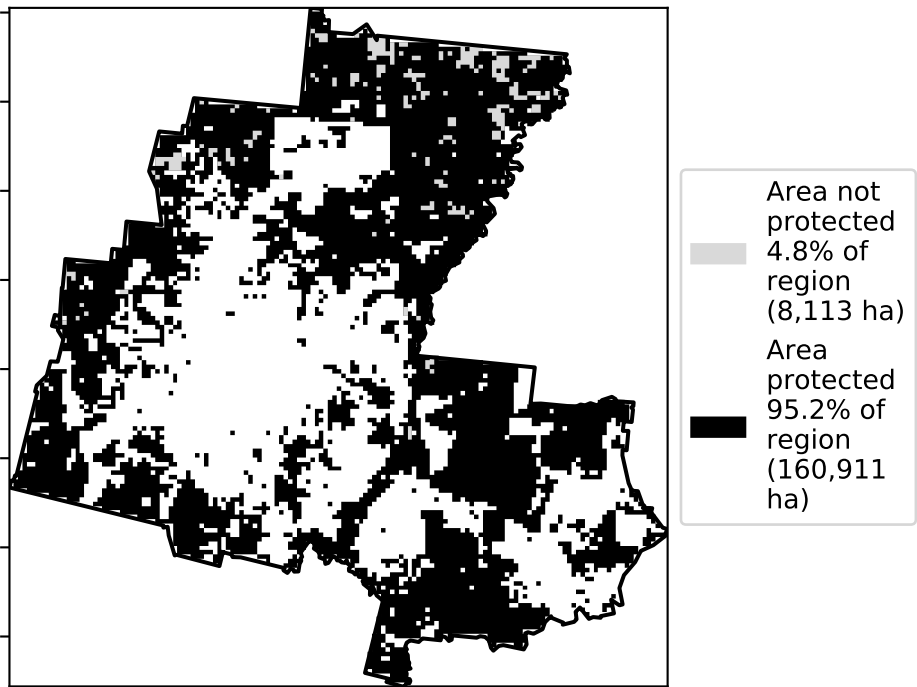 Area not
protected
4.8% of
region
(8,113 ha)
Area
protected
95.2% of
region
(160,911
ha)